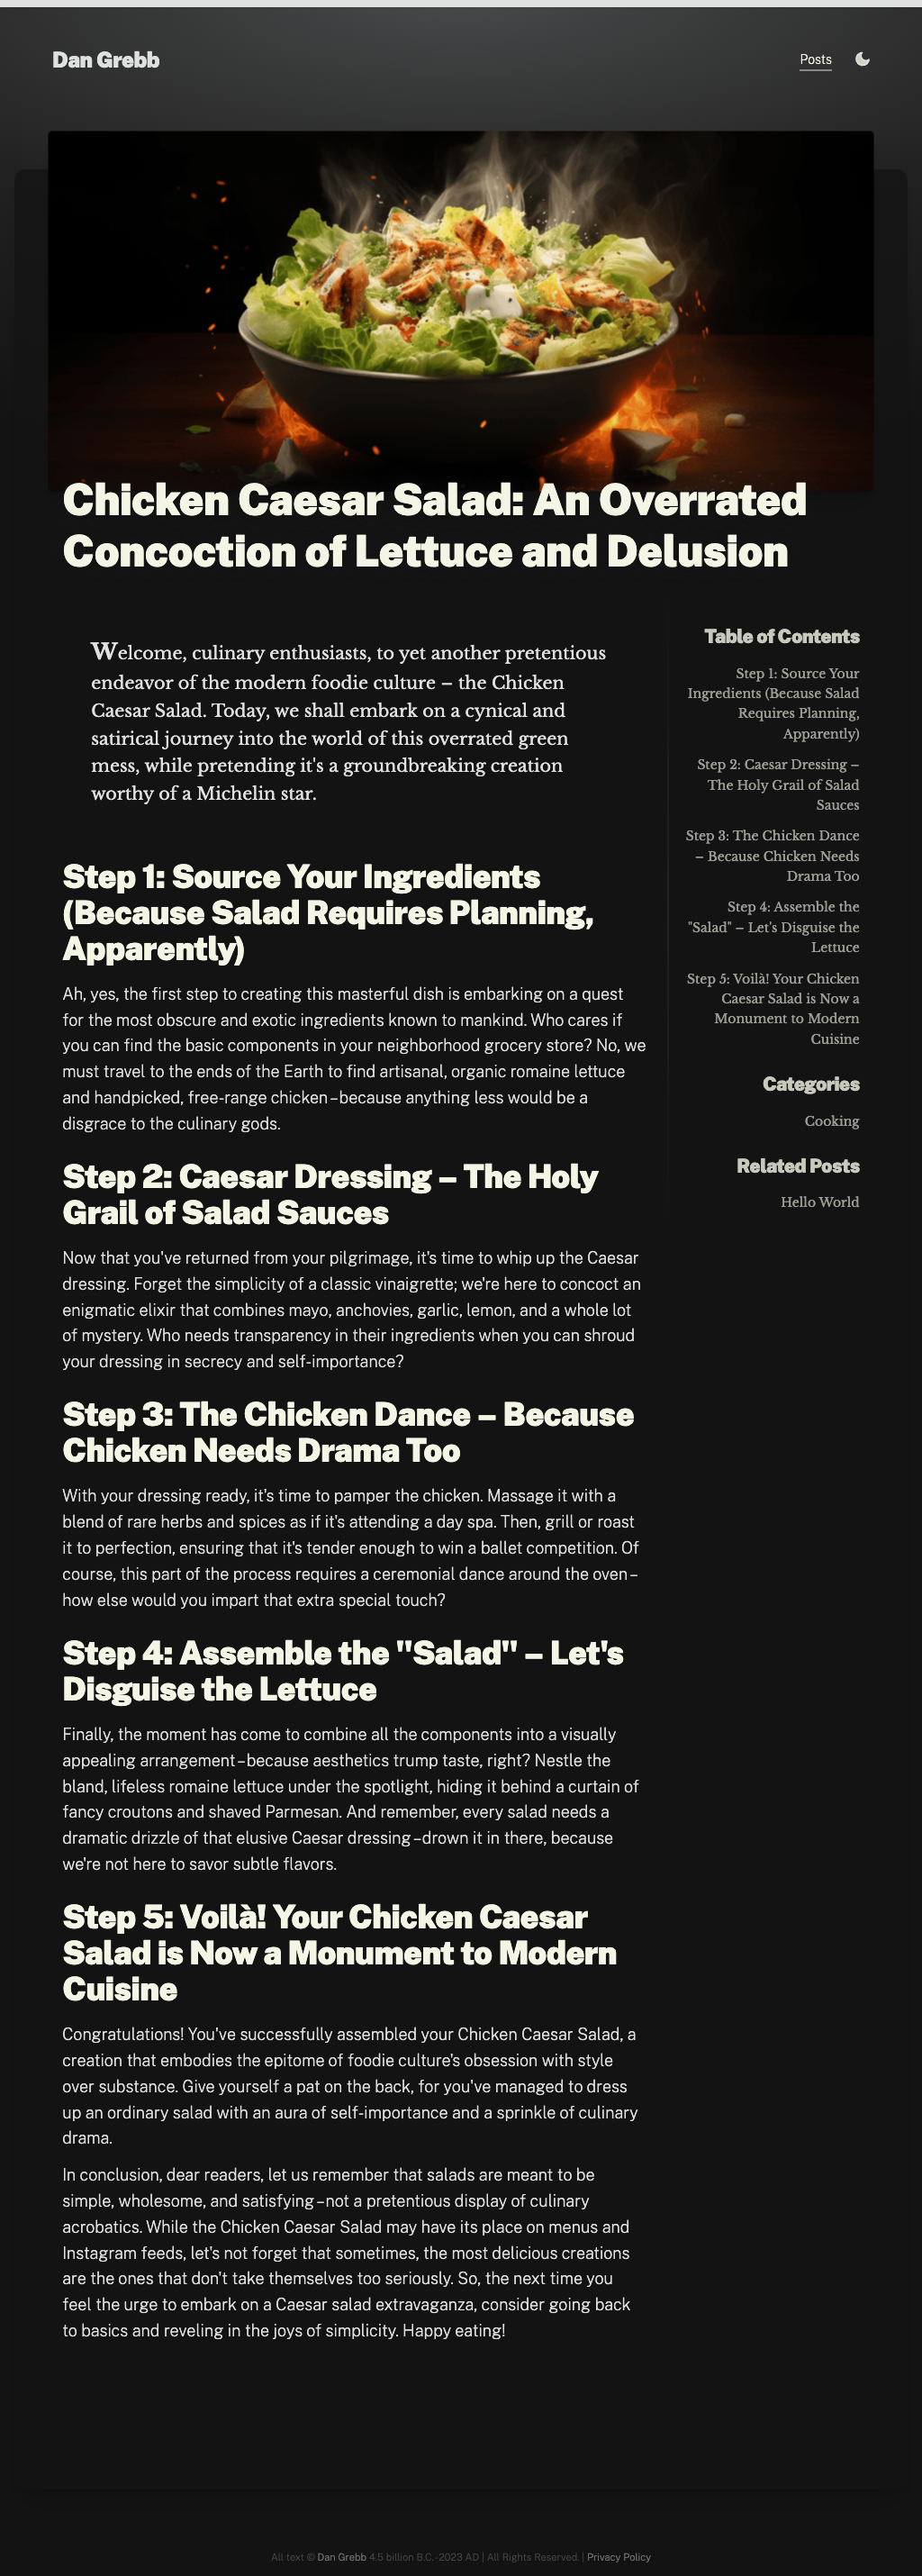 Dan Grebb
Posts
Chicken Caesar Salad: An Overrated
Concoction of Lettuce and Delusion
Welcome, culinary enthusiasts, to yet another pretentious
endeavor of the modern foodie culture – the Chicken
Caesar Salad. Today, we shall embark on a cynical and
satirical journey into the world of this overrated green
mess, while pretending it's a groundbreaking creation
worthy of a Michelin star.
Step 1: Source Your Ingredients
(Because Salad Requires Planning,
Apparently)
Ah, yes, the first step to creating this masterful dish is embarking on a quest
for the most obscure and exotic ingredients known to mankind. Who cares if
you can find the basic components in your neighborhood grocery store? No, we
must travel to the ends of the Earth to find artisanal, organic romaine lettuce
and handpicked, free-range chicken–because anything less would be a
disgrace to the culinary gods.
Step 2: Caesar Dressing – The Holy
Grail of Salad Sauces
Now that you've returned from your pilgrimage, it's time to whip up the Caesar
dressing. Forget the simplicity of a classic vinaigrette; we're here to concoct an
enigmatic elixir that combines mayo, anchovies, garlic, lemon, and a whole lot
of mystery. Who needs transparency in their ingredients when you can shroud
your dressing in secrecy and self-importance?
Step 3: The Chicken Dance – Because
Chicken Needs Drama Too
With your dressing ready, it's time to pamper the chicken. Massage it with a
blend of rare herbs and spices as if it's attending a day spa. Then, grill or roast
it to perfection, ensuring that it's tender enough to win a ballet competition. Of
course, this part of the process requires a ceremonial dance around the oven–
how else would you impart that extra special touch?
Step 4: Assemble the "Salad" – Let's
Disguise the Lettuce
Finally, the moment has come to combine all the components into a visually
appealing arrangement–because aesthetics trump taste, right? Nestle the
bland, lifeless romaine lettuce under the spotlight, hiding it behind a curtain of
fancy croutons and shaved Parmesan. And remember, every salad needs a
dramatic drizzle of that elusive Caesar dressing–drown it in there, because
we're not here to savor subtle flavors.
Step 5: Voilà! Your Chicken Caesar
Salad is Now a Monument to Modern
Cuisine
Congratulations! You've successfully assembled your Chicken Caesar Salad, a
creation that embodies the epitome of foodie culture's obsession with style
over substance. Give yourself a pat on the back, for you've managed to dress
up an ordinary salad with an aura of self-importance and a sprinkle of culinary
drama.
In conclusion, dear readers, let us remember that salads are meant to be
simple, wholesome, and satisfying–not a pretentious display of culinary
acrobatics. While the Chicken Caesar Salad may have its place on menus and
Instagram feeds, let's not forget that sometimes, the most delicious creations
are the ones that don't take themselves too seriously. So, the next time you
feel the urge to embark on a Caesar salad extravaganza, consider going back
to basics and reveling in the joys of simplicity. Happy eating!
Table of Contents
Step 1: Source Your
Ingredients (Because Salad
Requires Planning,
Apparently)
Step 2: Caesar Dressing –
The Holy Grail of Salad
Sauces
Step 3: The Chicken Dance
– Because Chicken Needs
Drama Too
Step 4: Assemble the
"Salad" – Let's Disguise the
Lettuce
Step 5: Voilà! Your Chicken
Caesar Salad is Now a
Monument to Modern
Cuisine
Categories
Cooking
Related Posts
Hello World
All text © Dan Grebb 4.5 billion B.C.-2023 AD | All Rights Reserved. | Privacy Policy